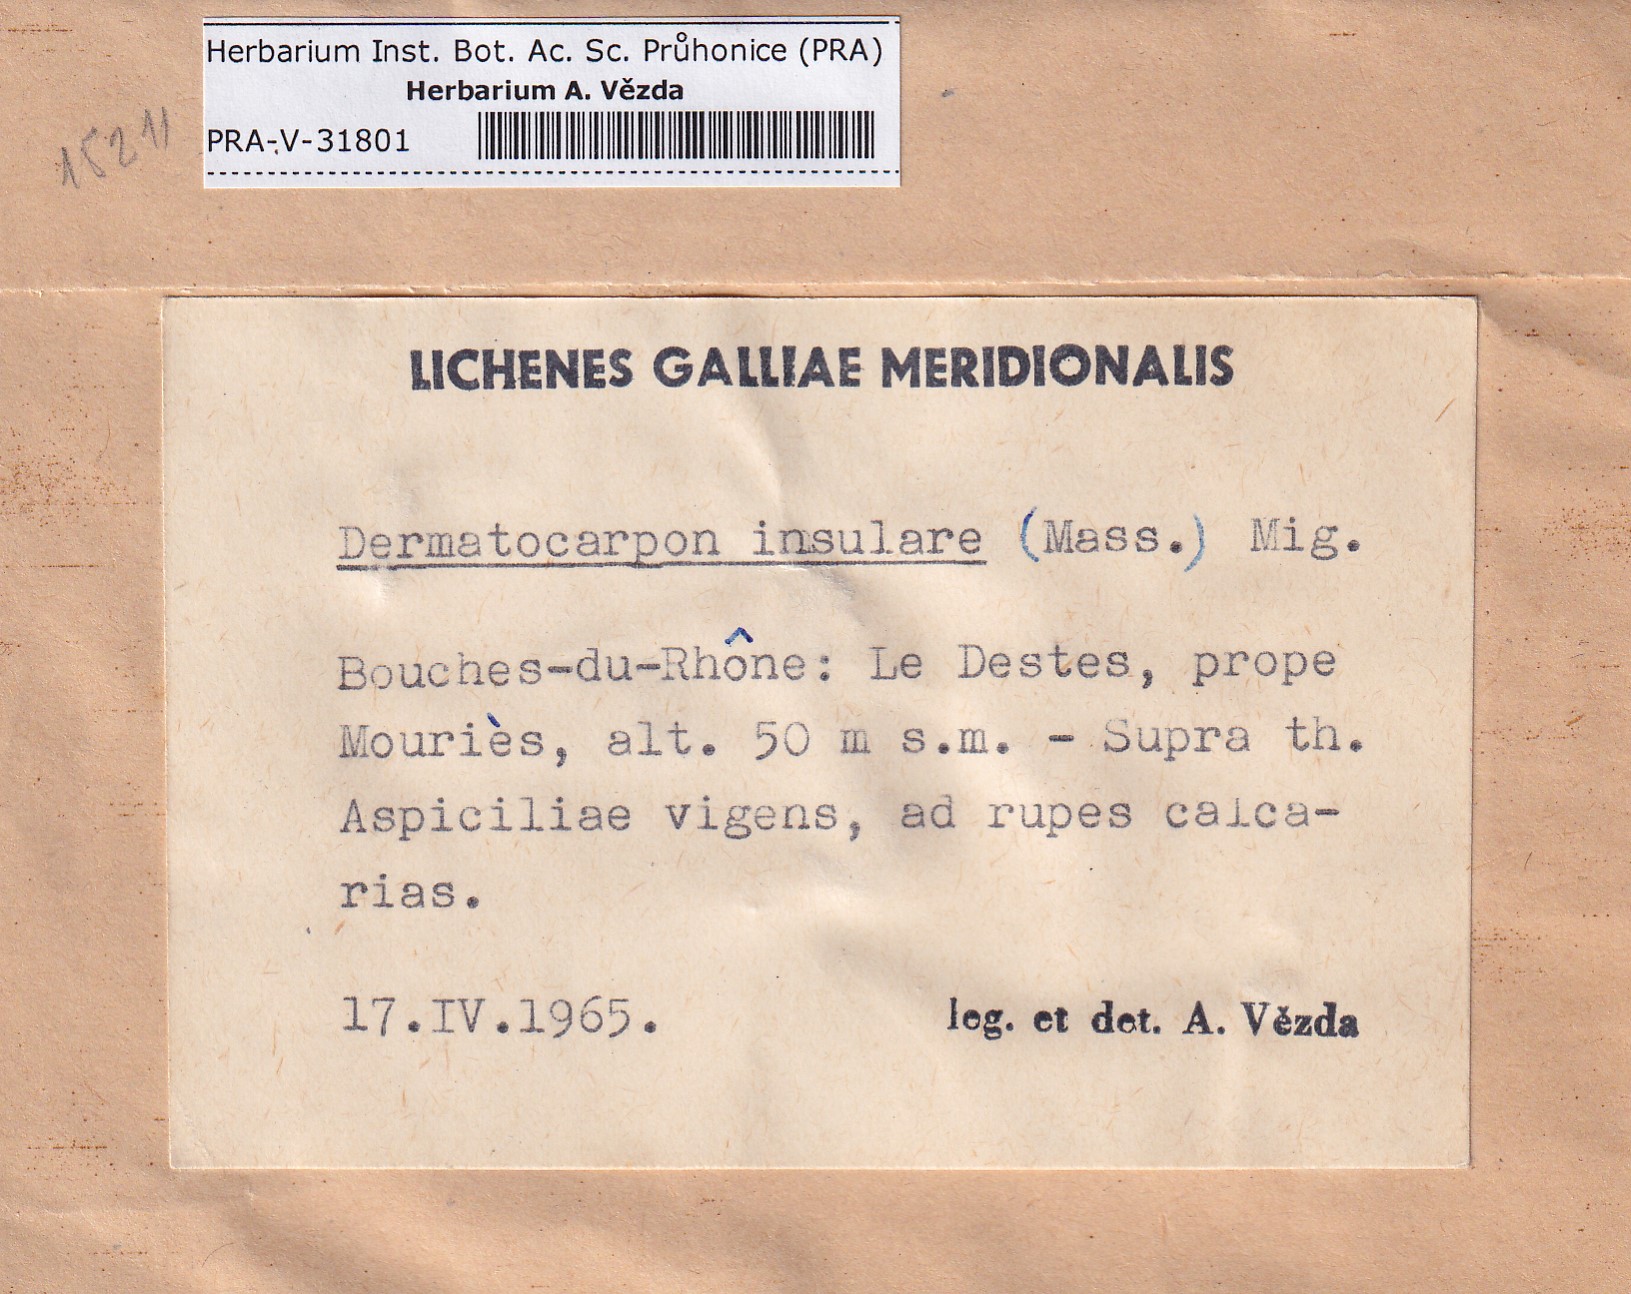 Herbarium Inst. Bot. Ac. Sc. Průhonice (PRA)
Herbarium A. Vězda
PRA-V-31801
15211
LICHENES GALLIAE MERIDIONALIS
Dermatocarpon insulare (Mass.) Mig.
Bouches-du-Rhône: Le Destes, prope
Mouriès, alt. 50 m s.m. - Supra th.
Aspiciliae vigens, ad rupes calca-
rias.
17.IV.1965.
leg. et det. A. Vězda